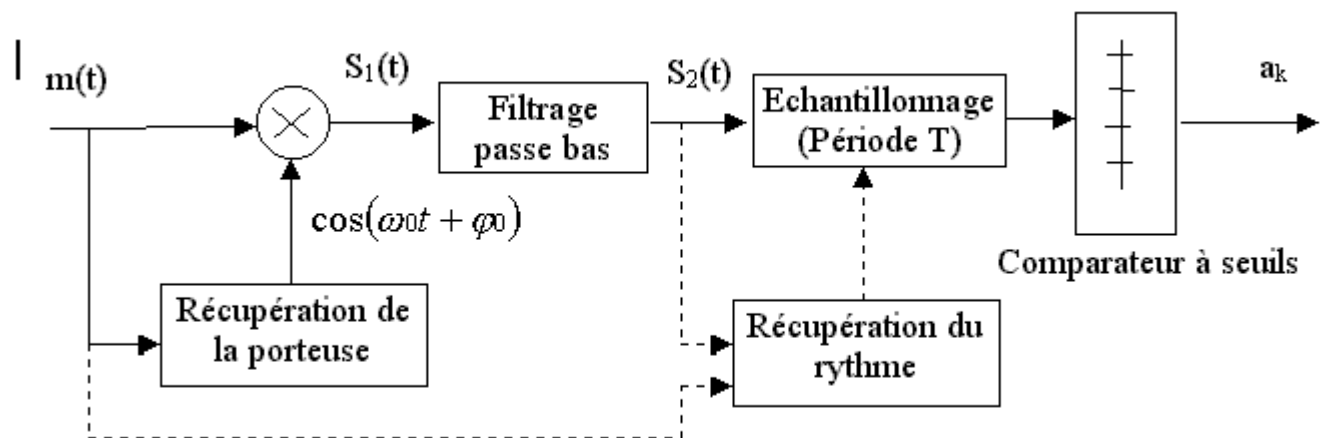 m(t)
S₁(t)
Filtrage
passe bas
S₂(t)
Echantillonnage
(Période T)
aₖ
cos(ω₀t + φ₀)
Comparateur à seuils
Récupération de
la porteuse
Récupération du
rythme